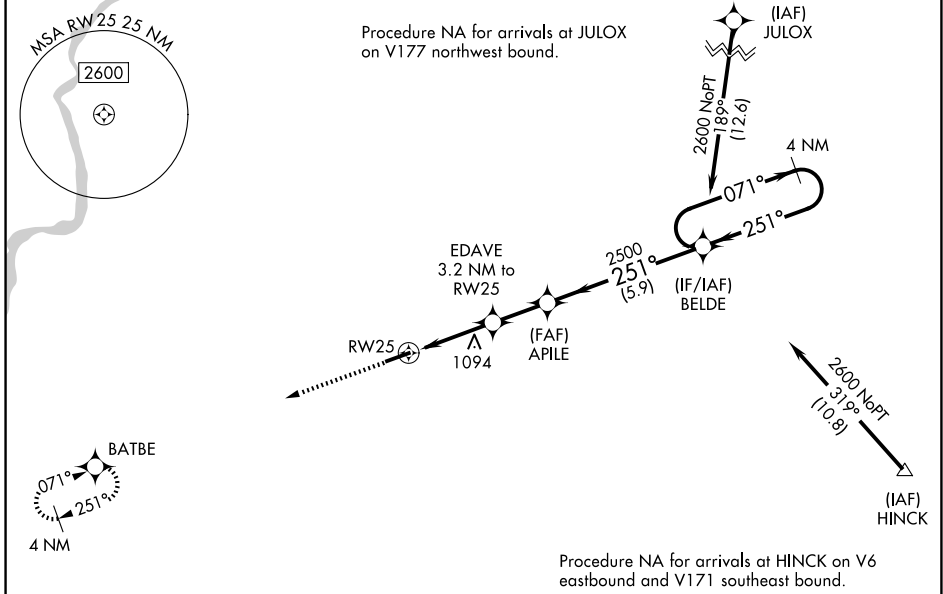 MSA RW25 25 NM
2600
Procedure NA for arrivals at JULOX
on V177 northwest bound.
(IAF)
JULOX
2600 NoPT
189°
(12.6)
4 NM
071°
251°
2500
251°
(5.9)
(IF/IAF)
BELDE
EDAVE
3.2 NM to
RW25
(FAF)
APILE
RW25
1094
2600 NoPT
319°
(10.8)
(IAF)
HINCK
BATBE
071°
251°
4 NM
Procedure NA for arrivals at HINCK on V6
eastbound and V171 southeast bound.